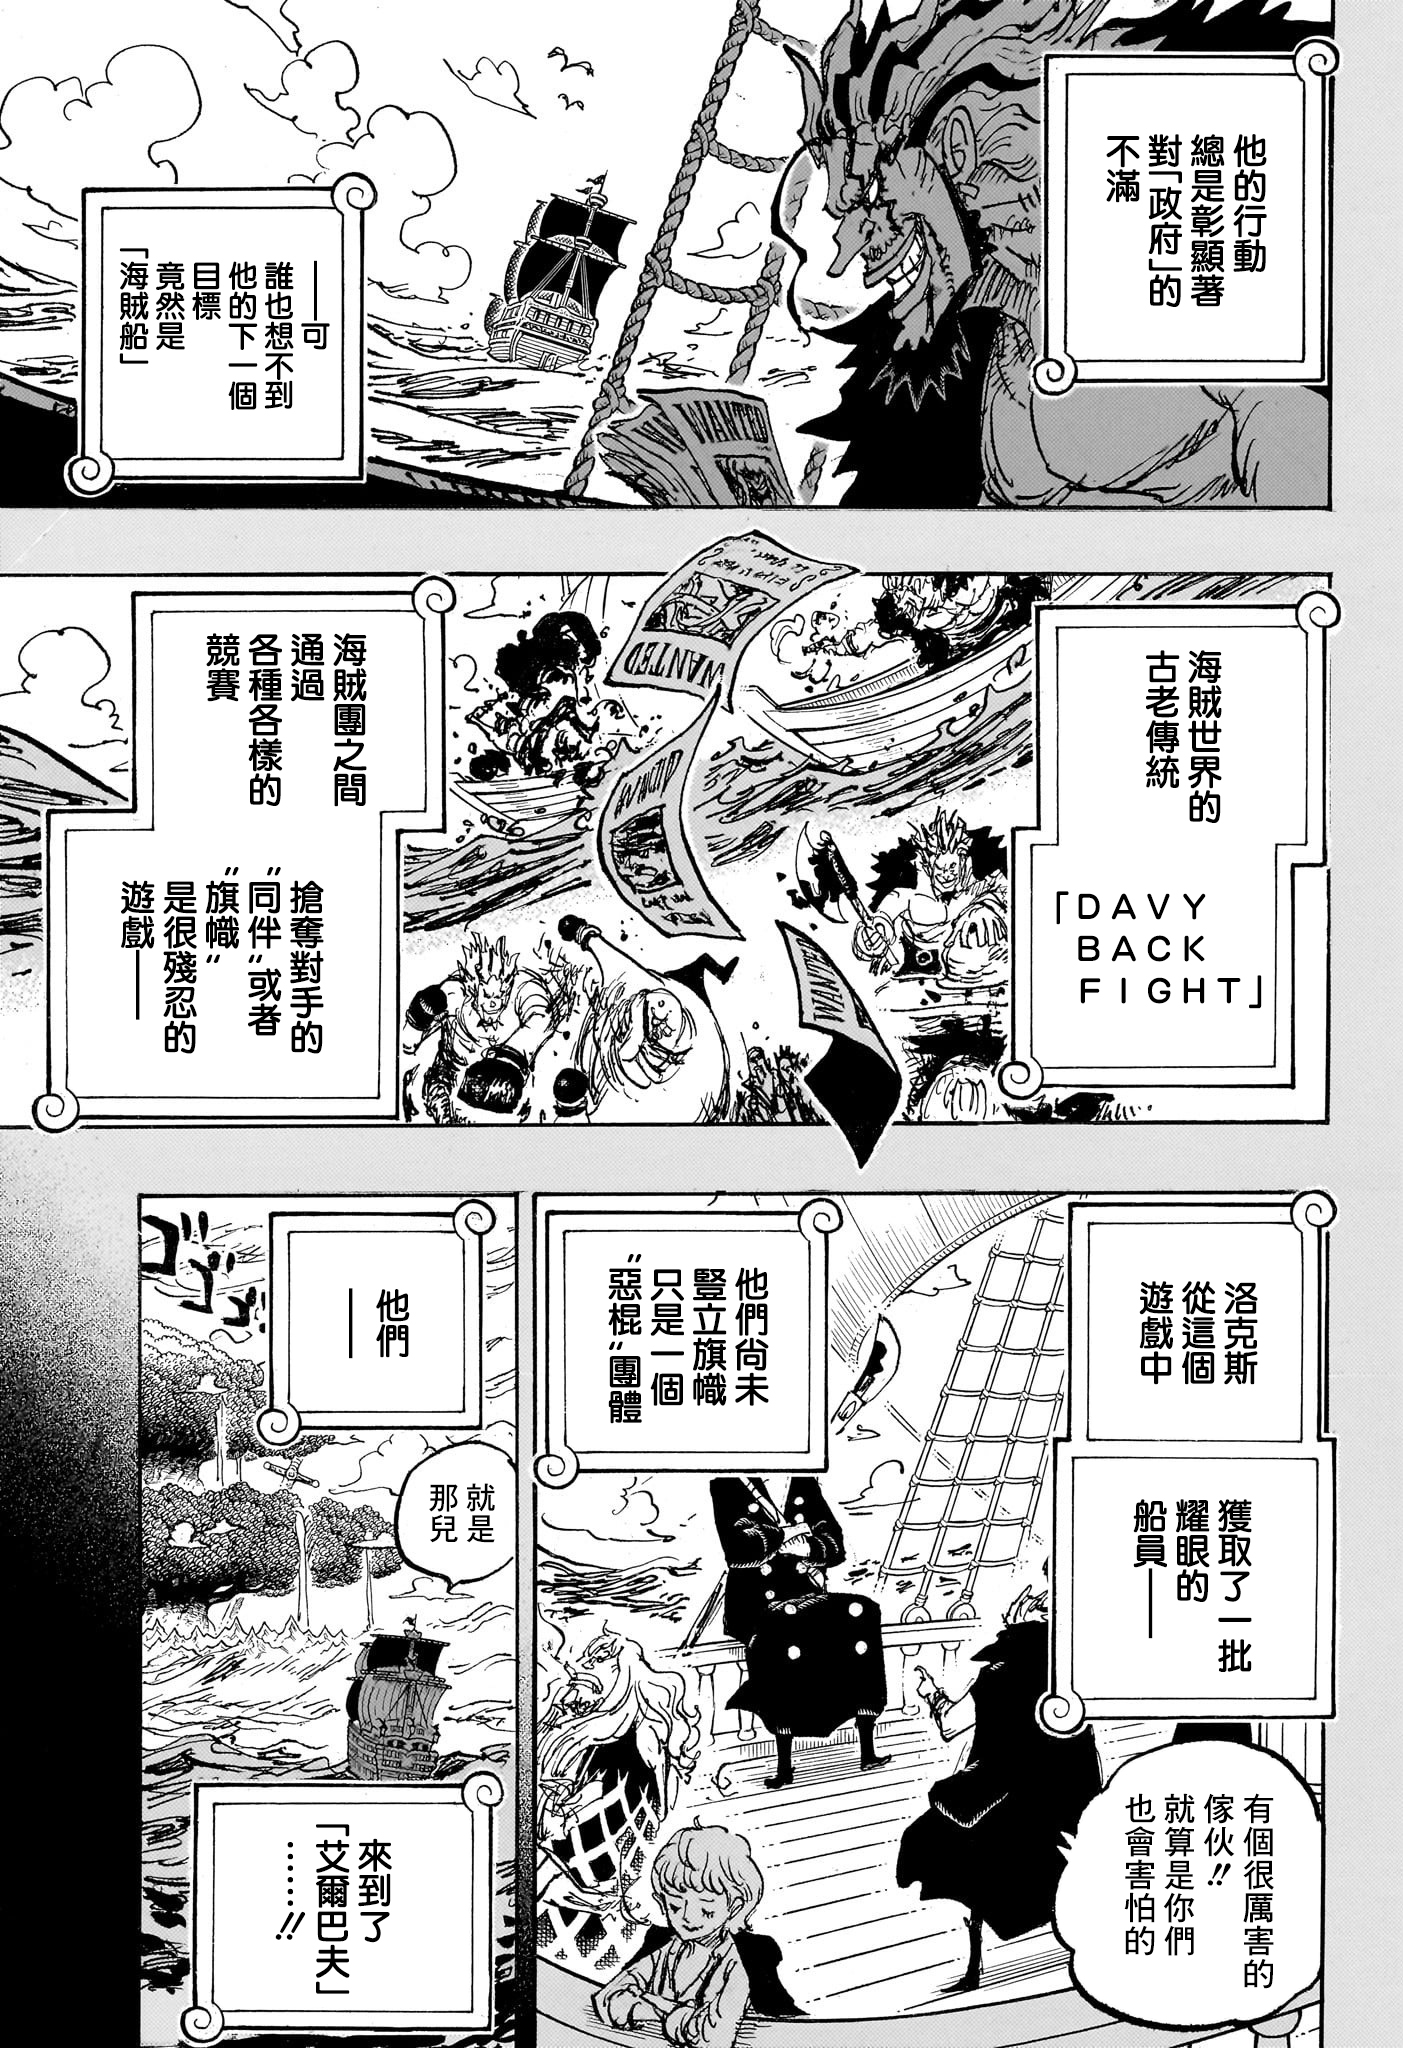 他的行動
總是彰顯著
對「政府」的
不滿
——可
誰也想不到
他的下一個
目標
竟然是
「海賊船」
WANTED
海賊世界的
古老傳統
「DAVY
BACK
FIGHT」
海賊團之間
通過
各種各樣的
競賽
搶奪對手的
“同伴”或者
“旗幟”
是很殘忍的
遊戲——
WANTED
WANTED
WANTED
洛克斯
從這個
遊戲中
獲取了一批
耀眼的
船員——
他們尚未
豎立旗幟
只是一個
“惡棍”團體
有個很厲害的
傢伙!!
就算是你們
也會害怕的
他們
——
ゴゴゴ
就是
那兒
來到了
「艾爾巴夫」
……!!